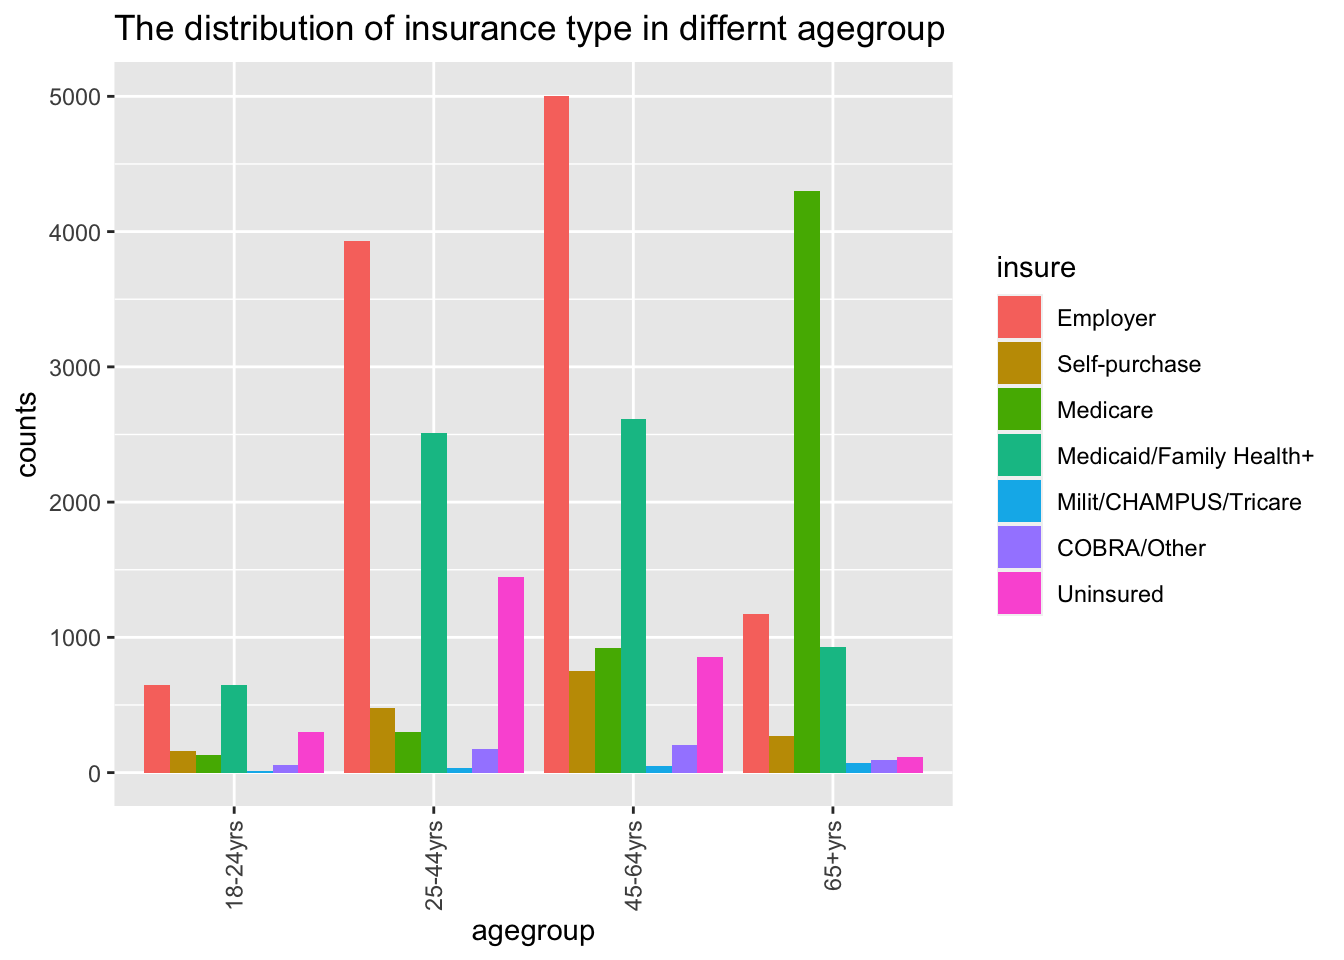 The distribution of insurance type in differnt agegroup
counts
5000
4000
3000
2000
1000
0
18-24yrs
25-44yrs
45-64yrs
65+yrs
agegroup
insure
Employer
Self-purchase
Medicare
Medicaid/Family Health+
Milit/CHAMPUS/Tricare
COBRA/Other
Uninsured